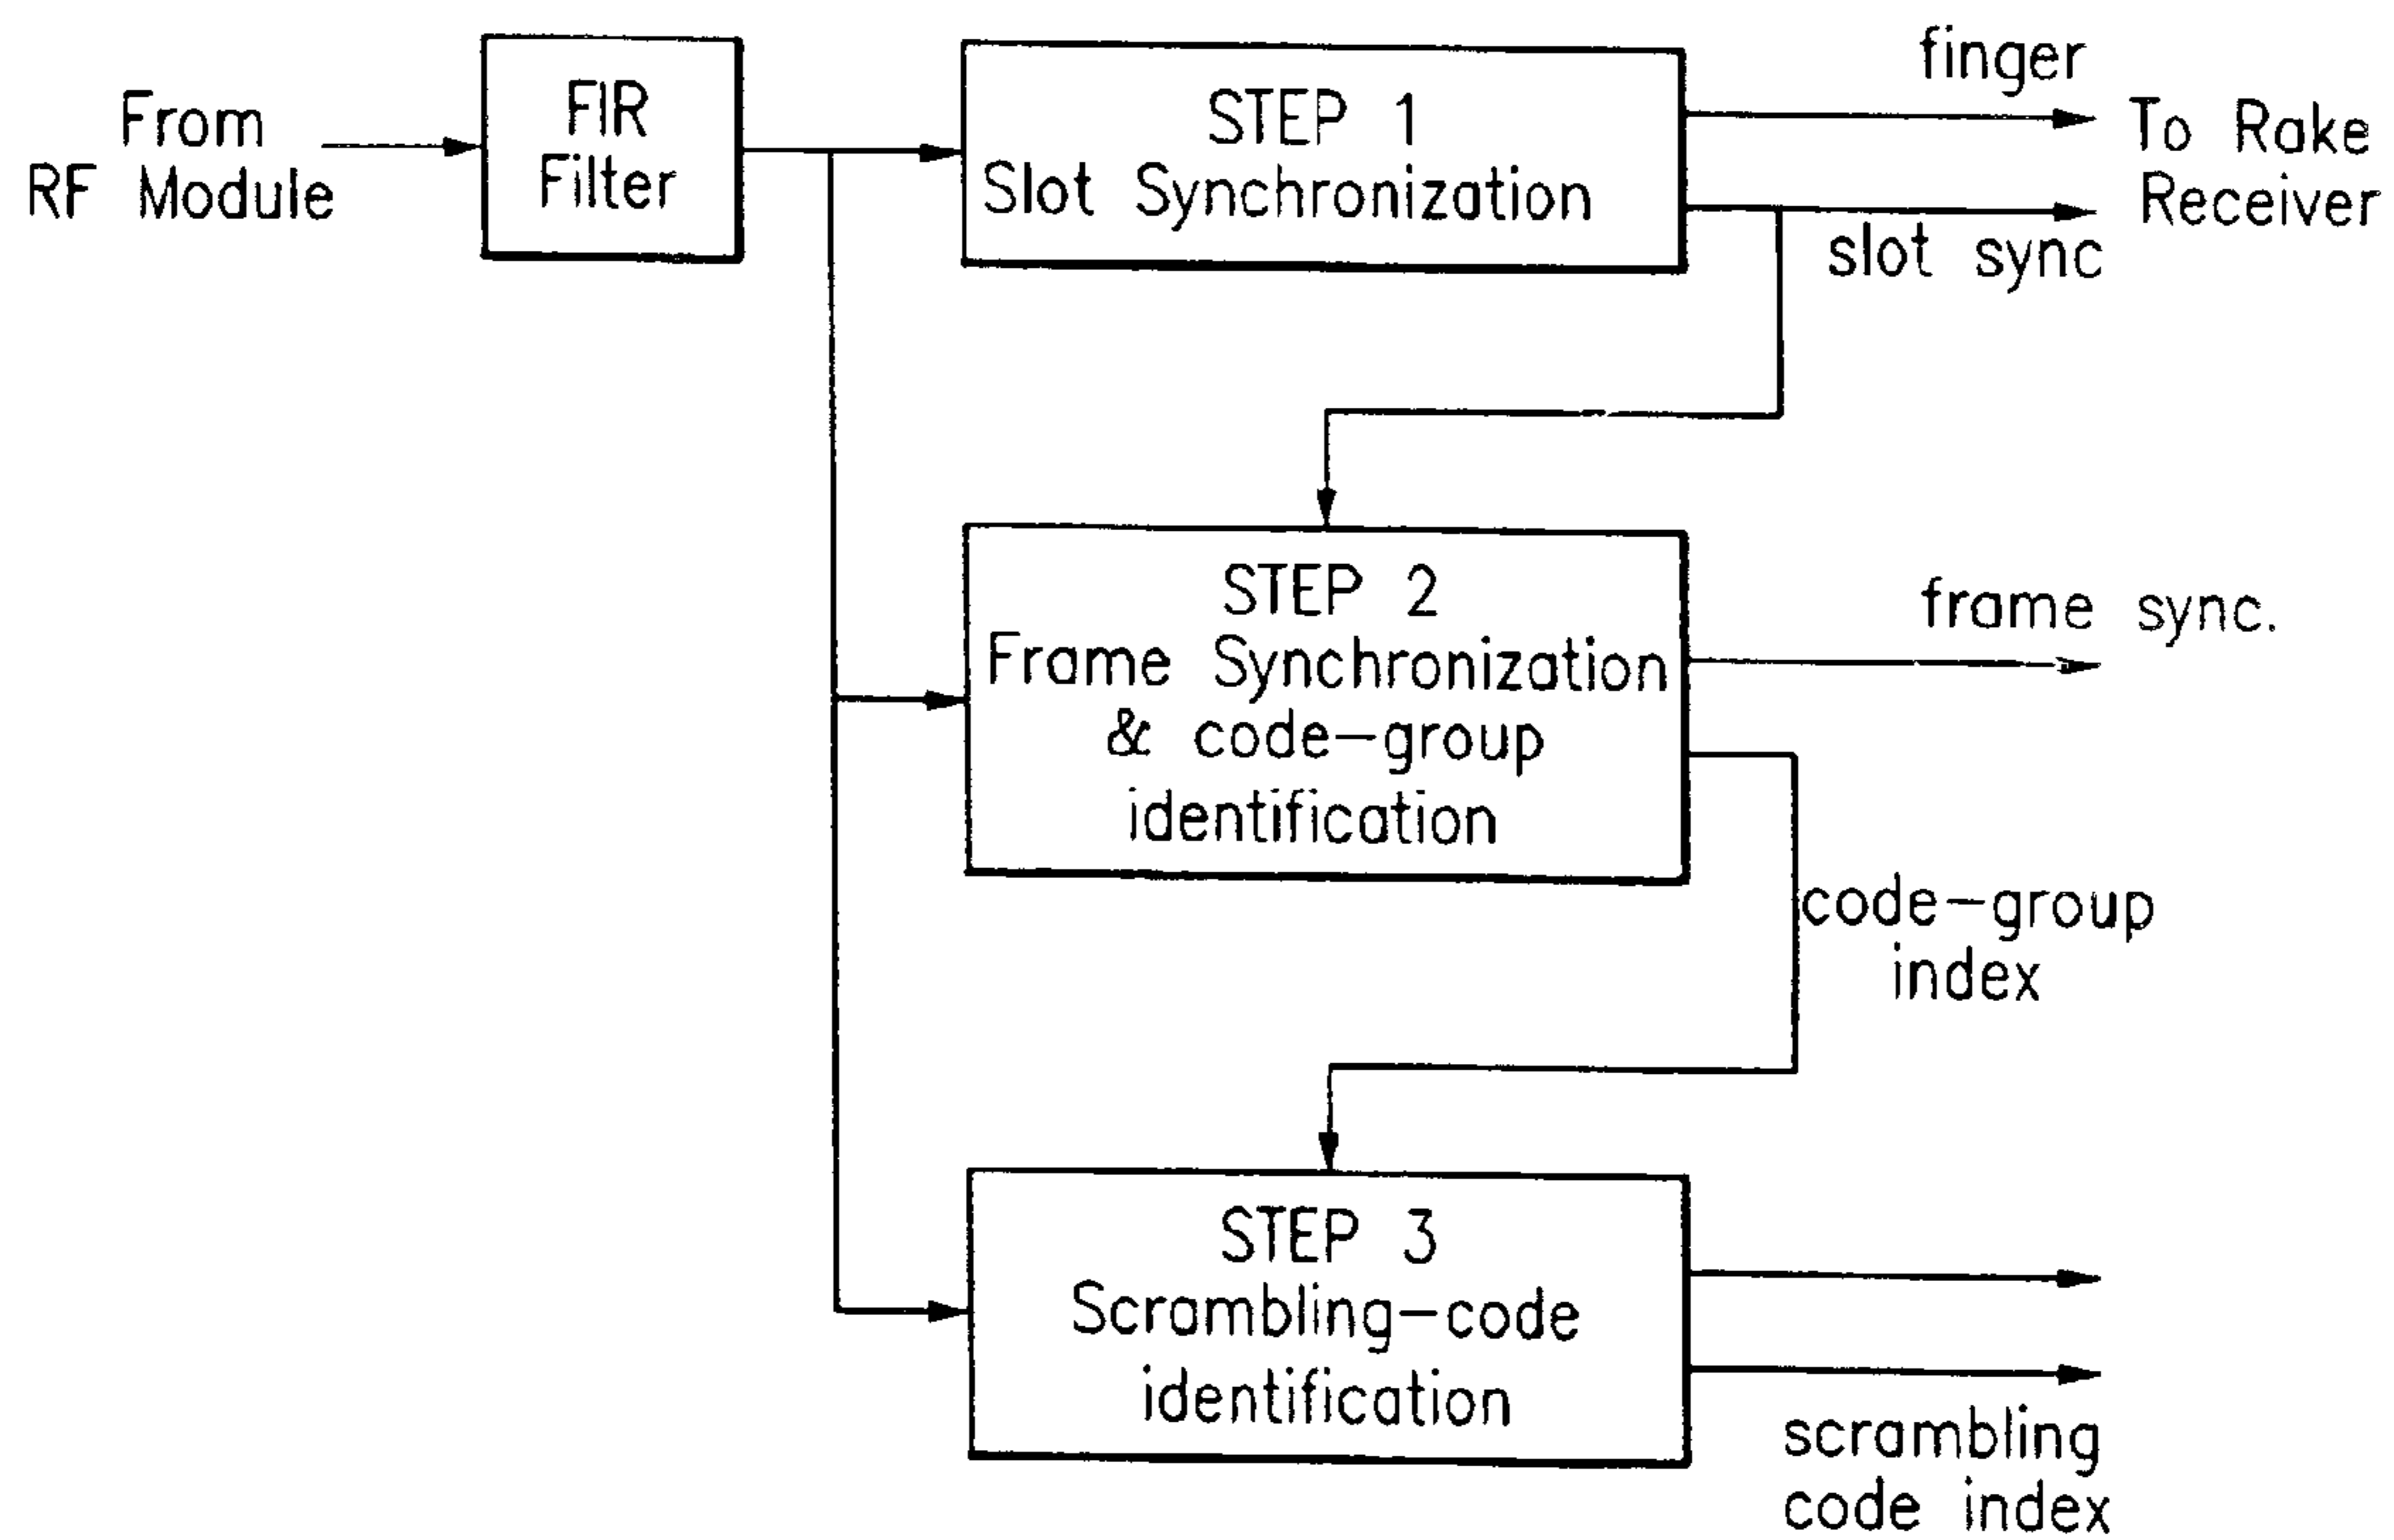 From
RF Module
FIR
Filter
STEP 1
Slot Synchronization
finger
To Rake
Receiver
slot sync
STEP 2
Frame Synchronization
& code-group
identification
frame sync.
code-group
index
STEP 3
Scrambling-code
identification
scrambling
code index